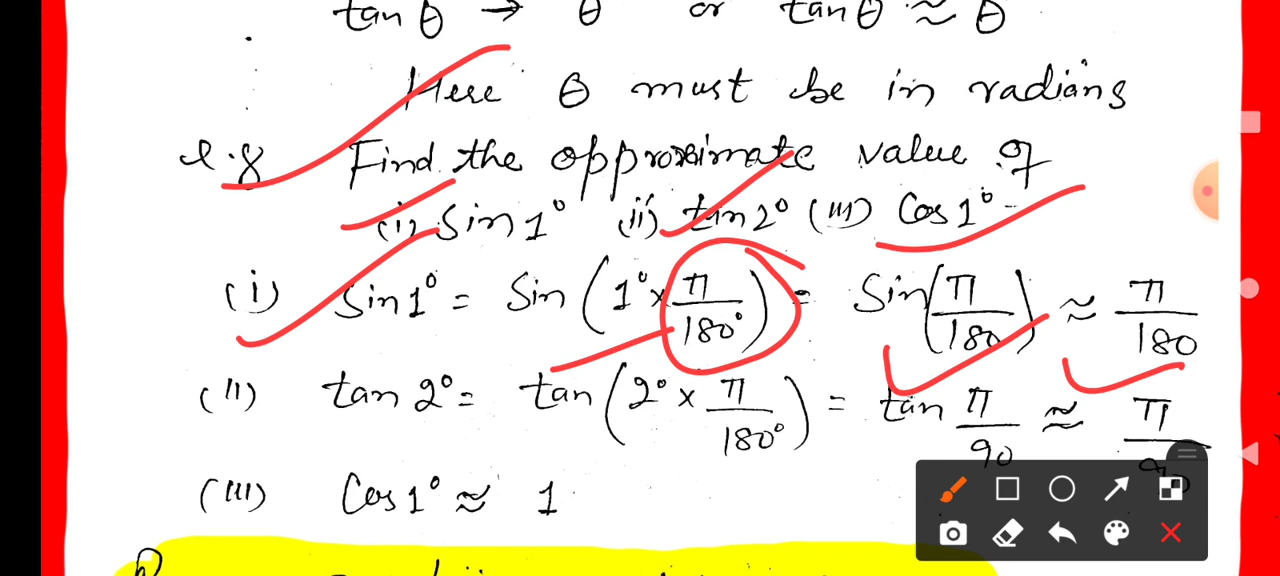 tan θ → θ or tan θ ≈ θ
Here θ must be in radians
e.g Find the opproximate value of
(i) Sin 1° (ii) tan 2° (III) Cos 1°
(i) Sin 1° = Sin (1° × π/180°) = Sin (π/180) ≈ π/180
(II) tan 2° = tan (2° × π/180°) = tan π/90 ≈ π/90
(III) Cos 1° ≈ 1